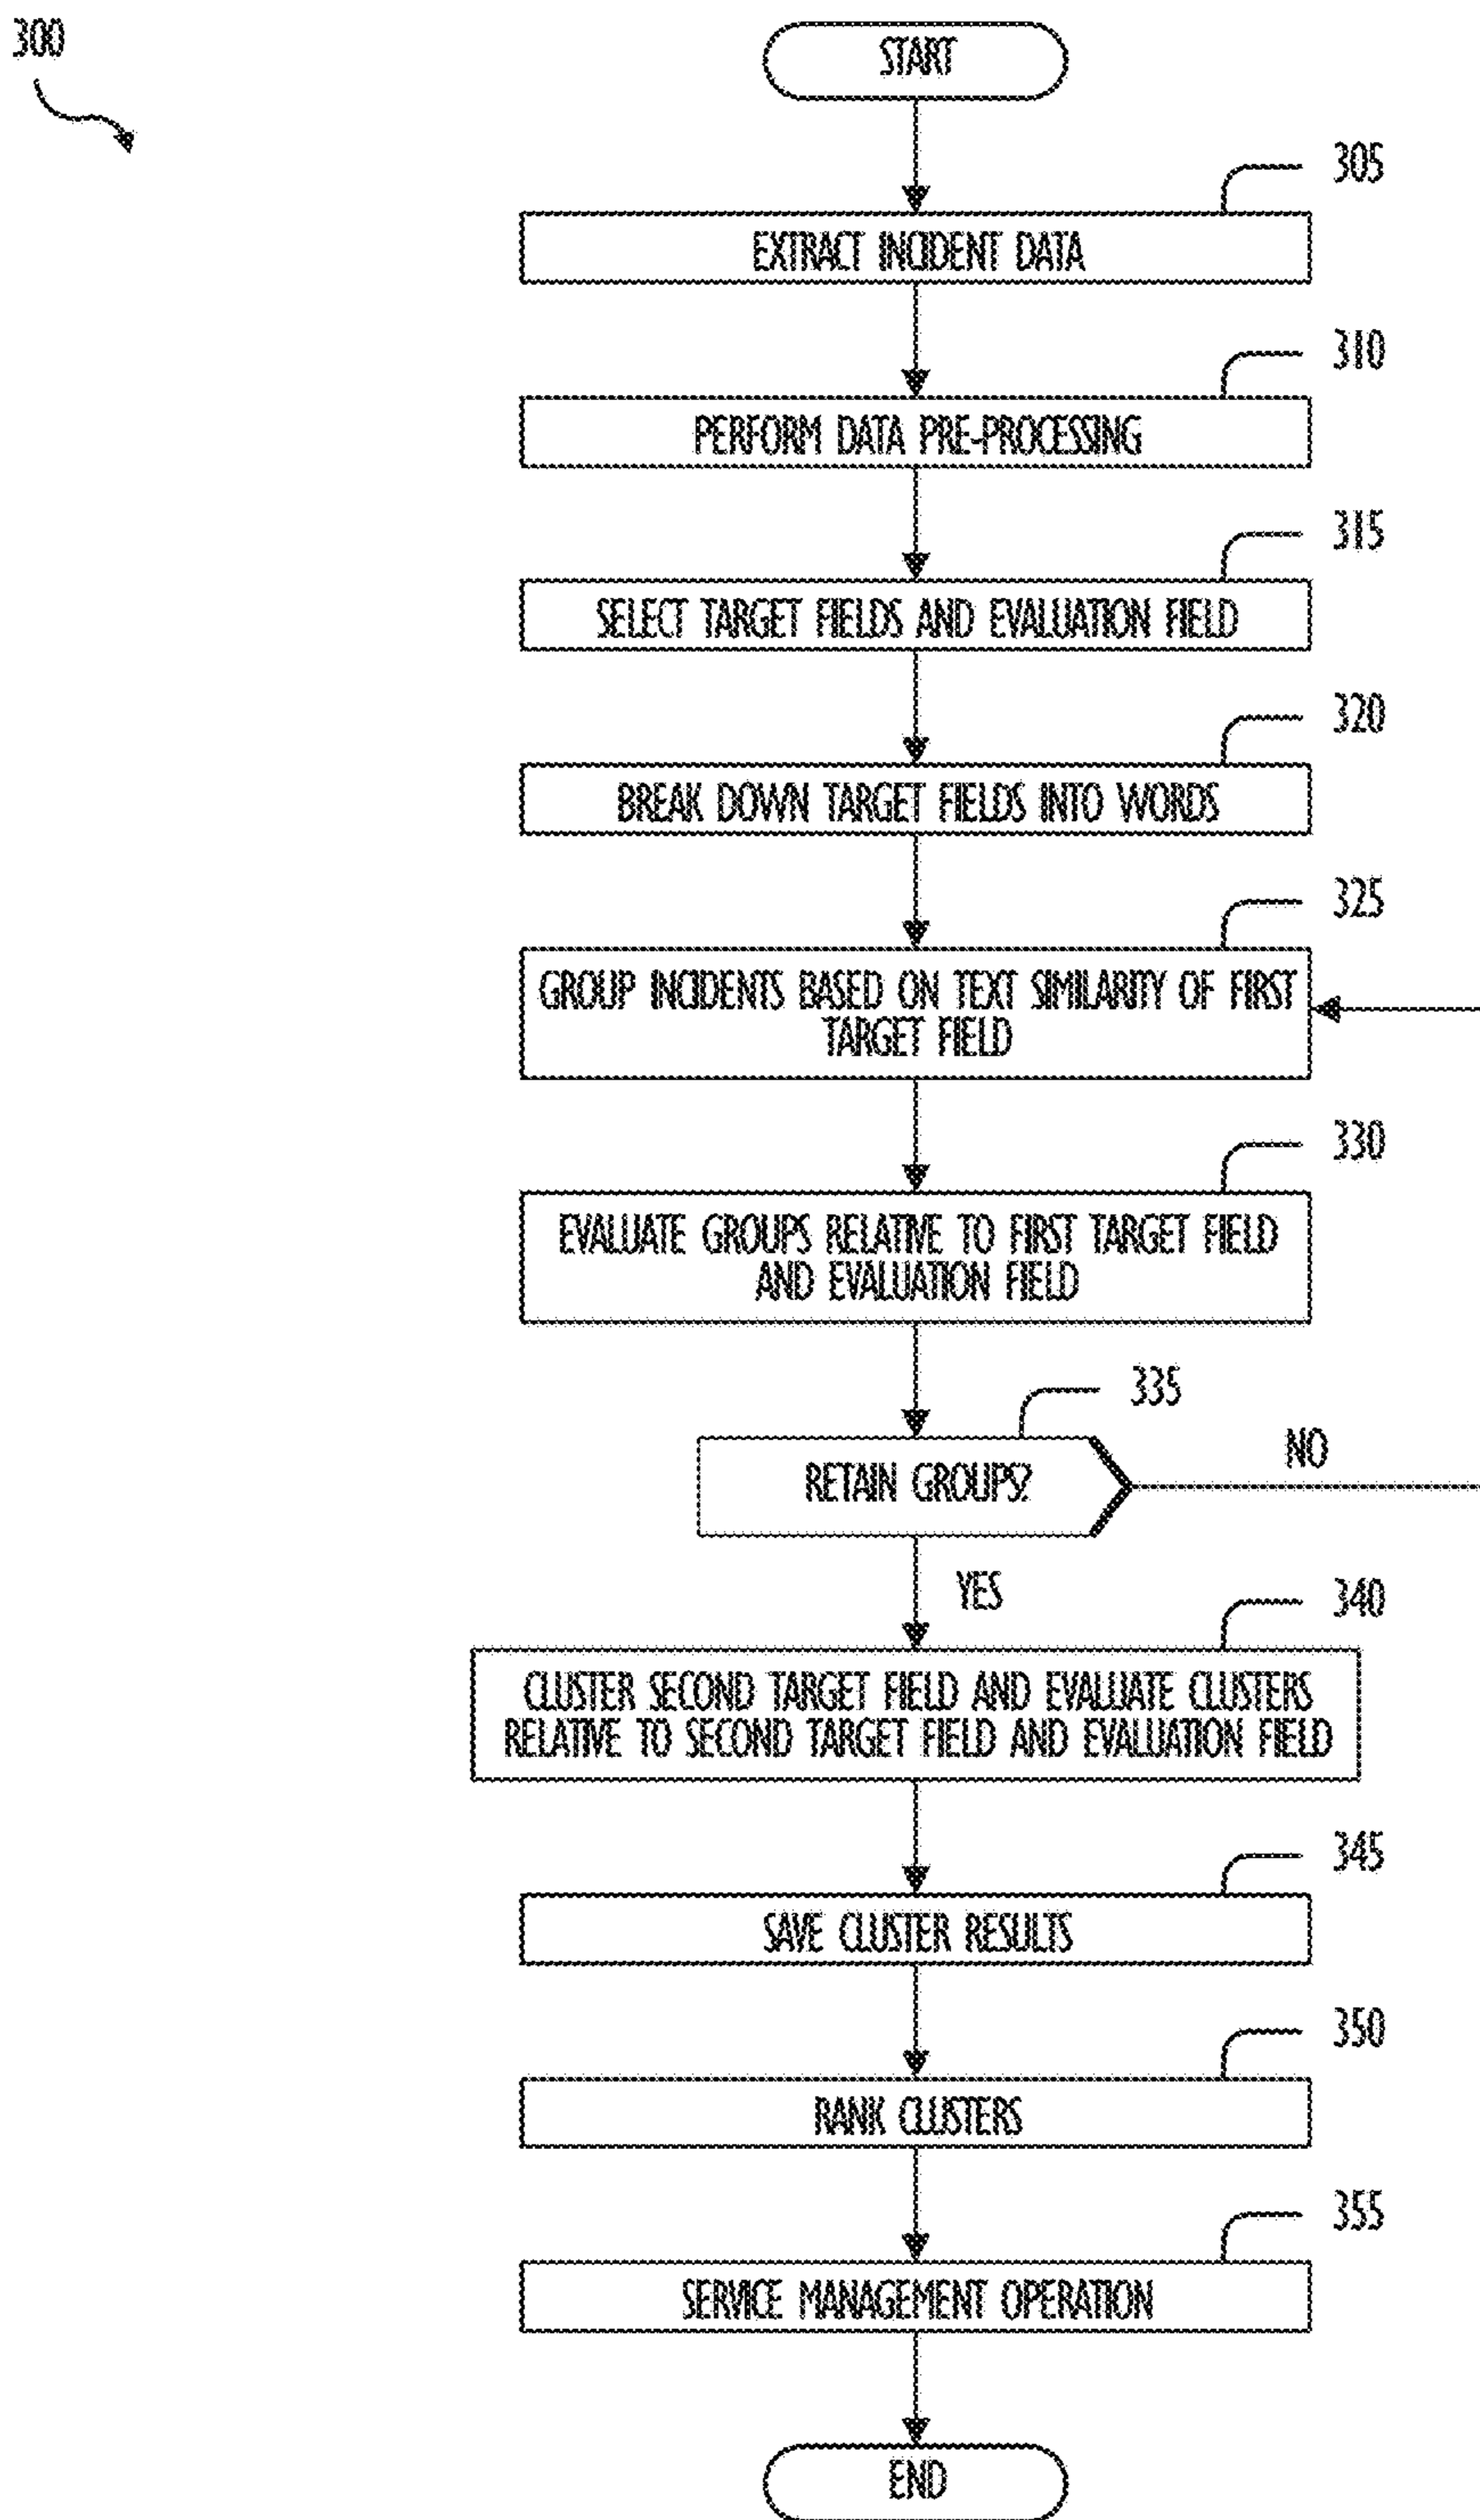 300
START
305
EXTRACT INCIDENT DATA
310
PERFORM DATA PRE-PROCESSING
315
SELECT TARGET FIELDS AND EVALUATION FIELD
320
BREAK DOWN TARGET FIELDS INTO WORDS
325
GROUP INCIDENTS BASED ON TEXT SIMILARITY OF FIRST
TARGET FIELD
330
EVALUATE GROUPS RELATIVE TO FIRST TARGET FIELD
AND EVALUATION FIELD
335
RETAIN GROUPS?
NO
YES
340
CLUSTER SECOND TARGET FIELD AND EVALUATE CLUSTERS
RELATIVE TO SECOND TARGET FIELD AND EVALUATION FIELD
345
SAVE CLUSTER RESULTS
350
RANK CLUSTERS
355
SERVICE MANAGEMENT OPERATION
END